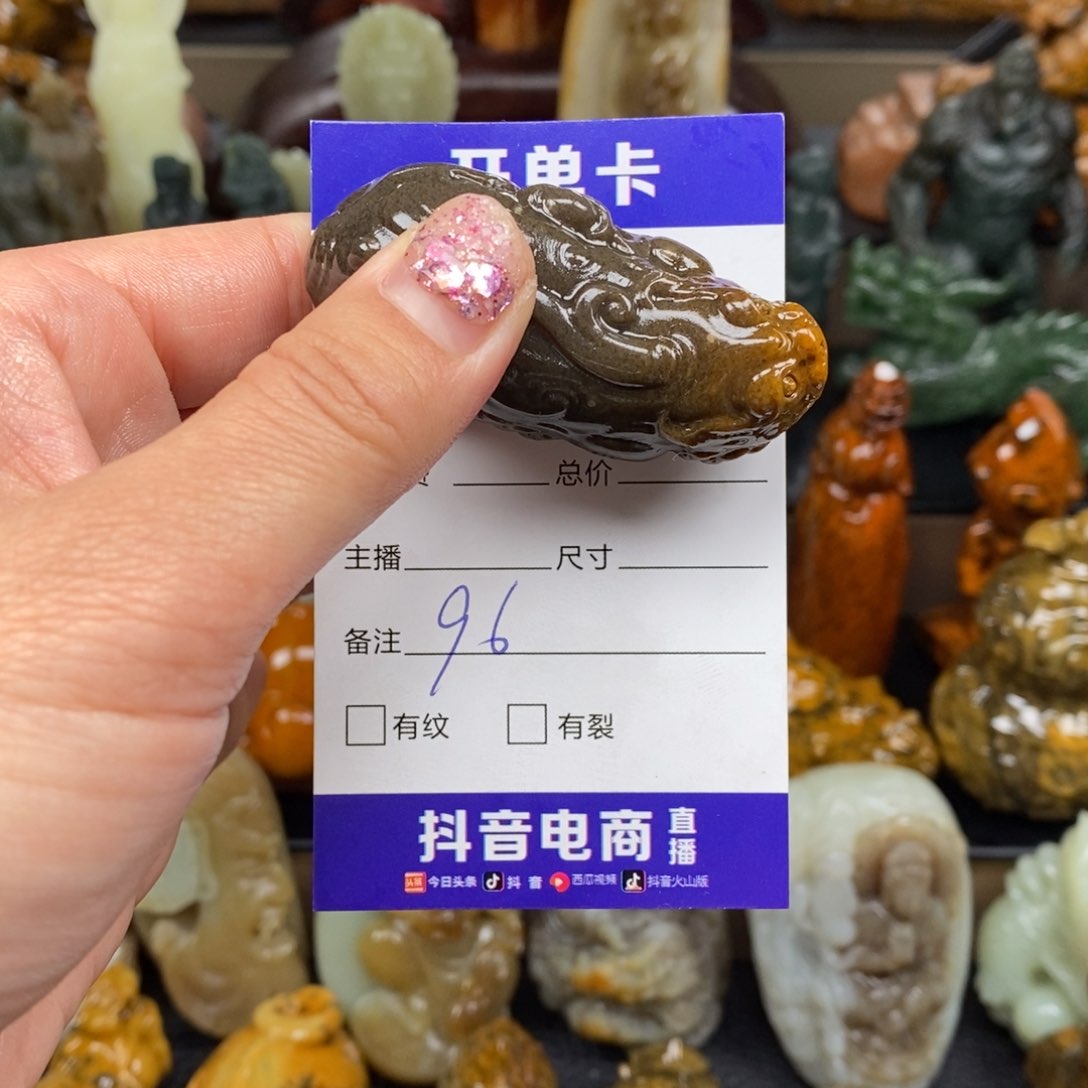 开单卡
总价
主播 尺寸
备注 96
有纹 有裂
抖音电商 直播
今日头条 抖音 西瓜视频 抖音火山版